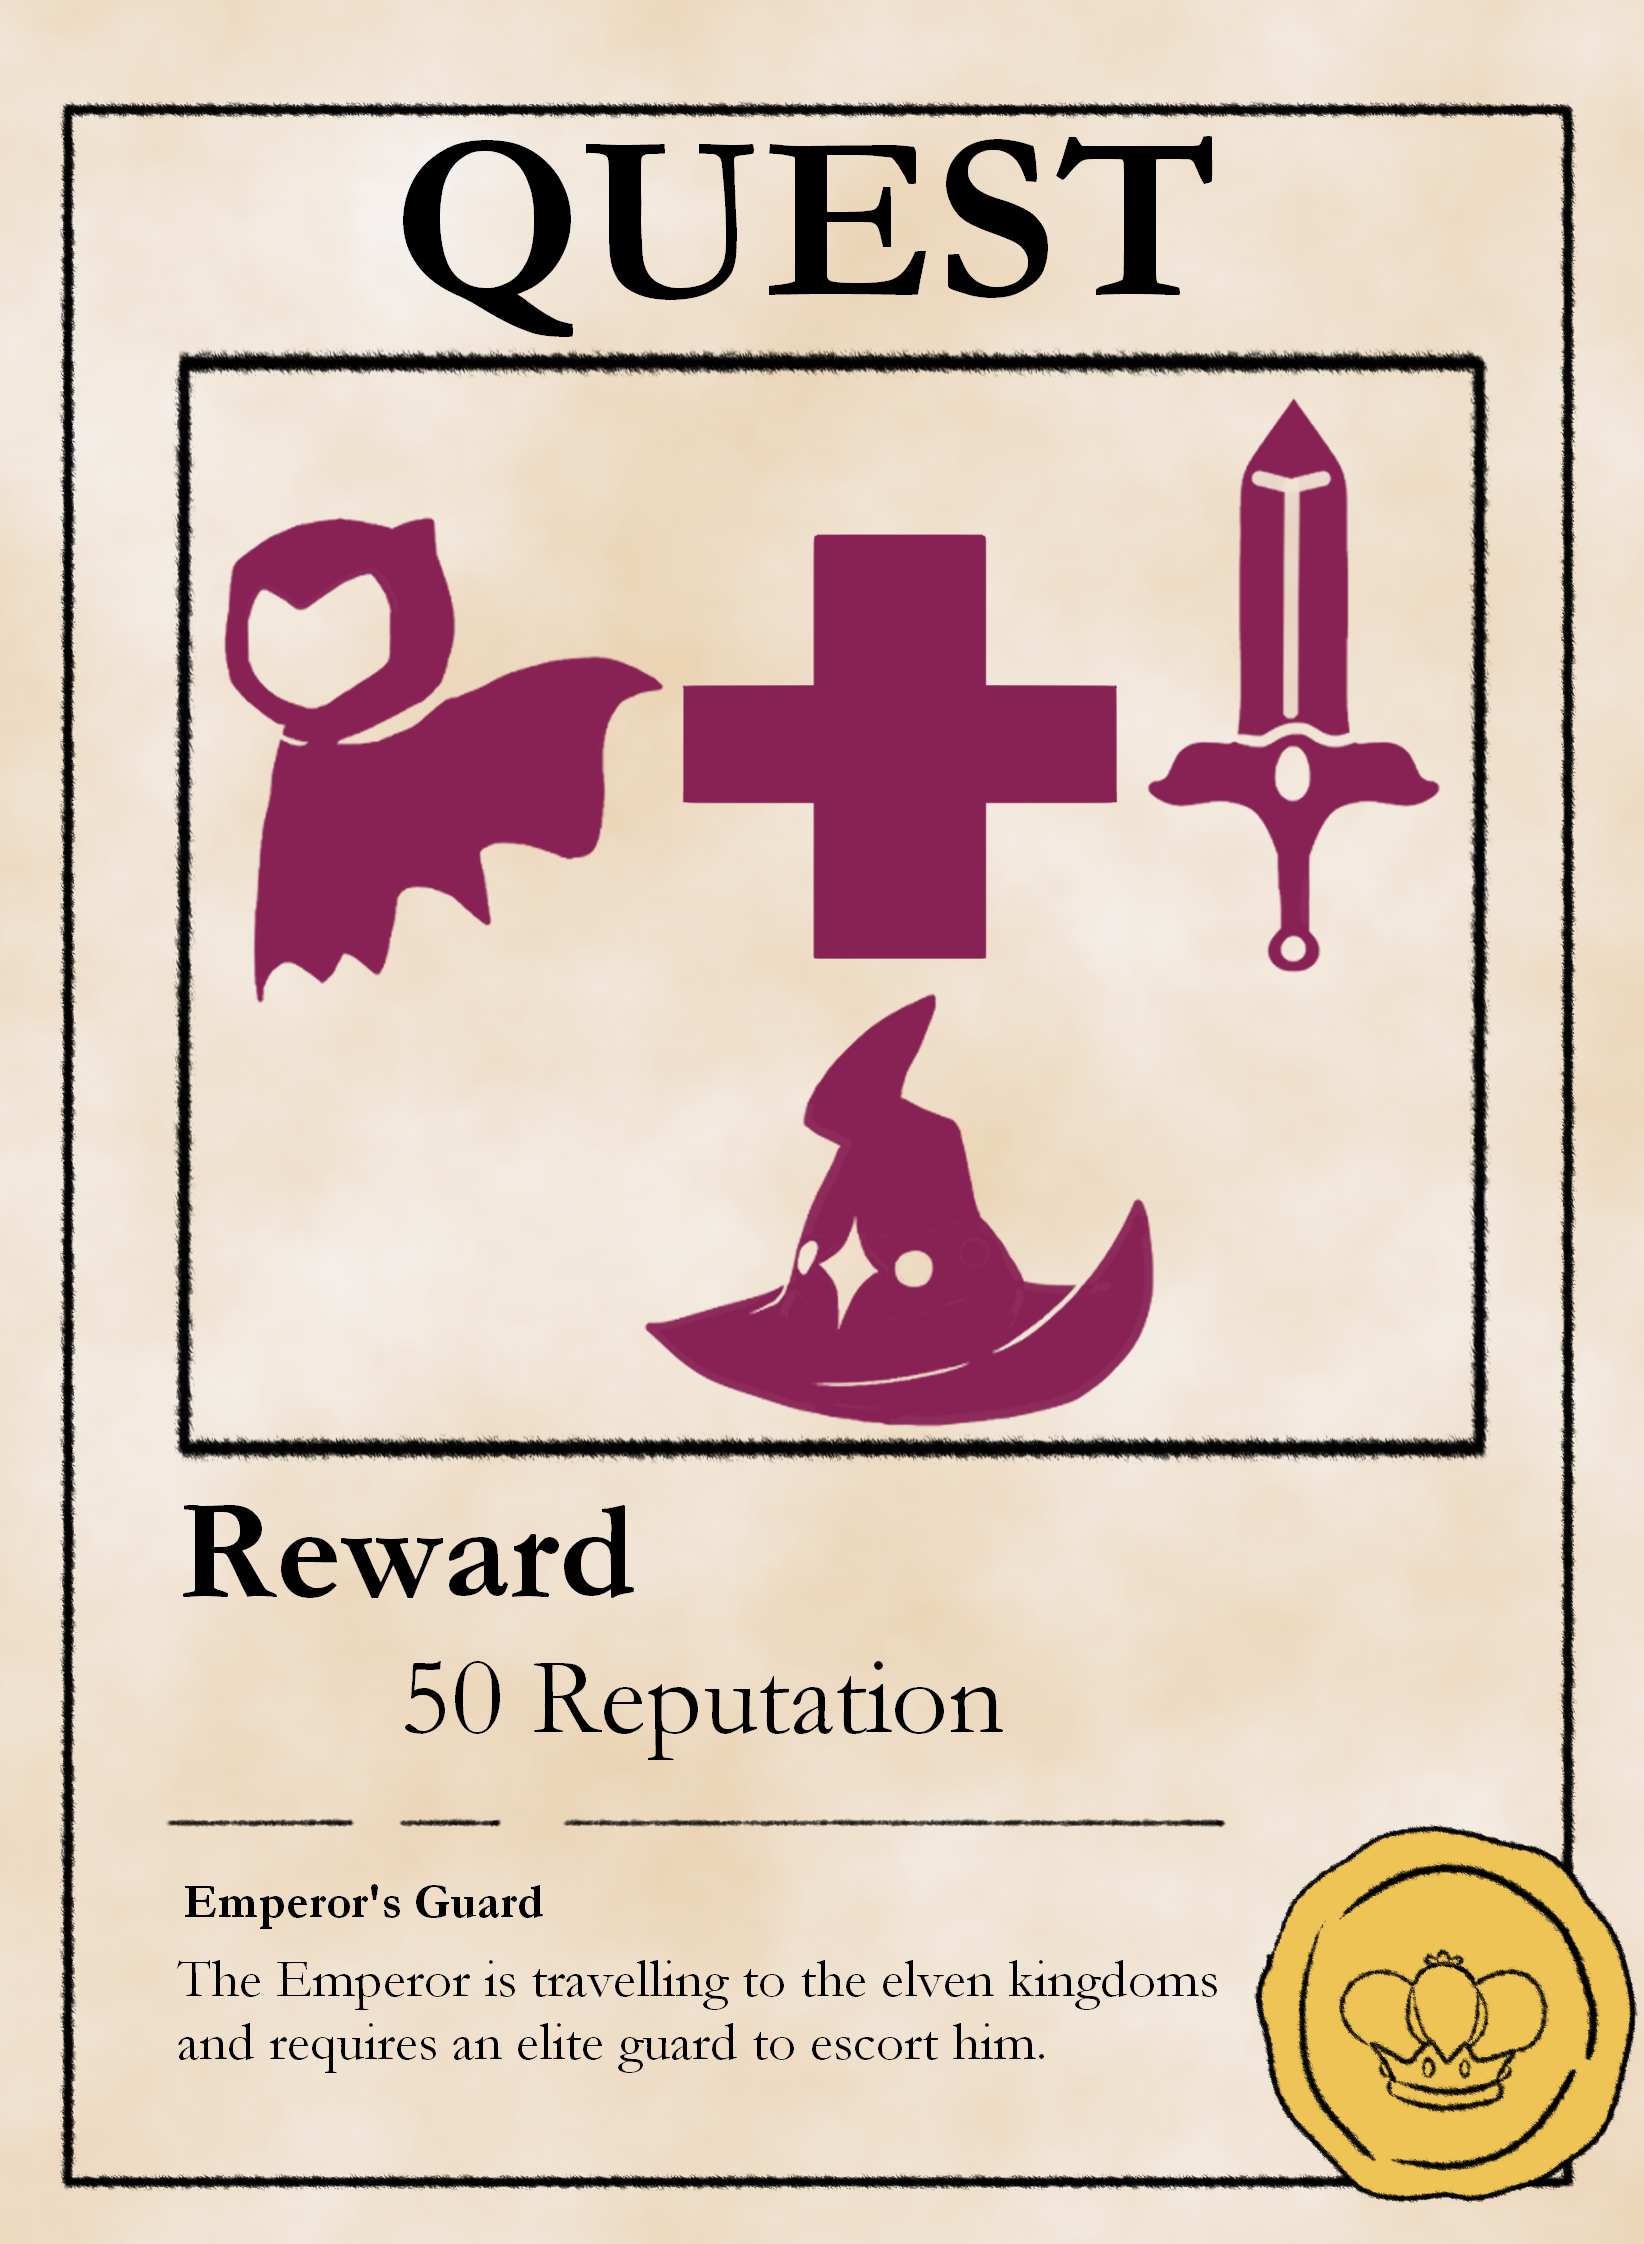 QUEST
Reward
50 Reputation
Emperor's Guard
The Emperor is travelling to the elven kingdoms
and requires an elite guard to escort him.